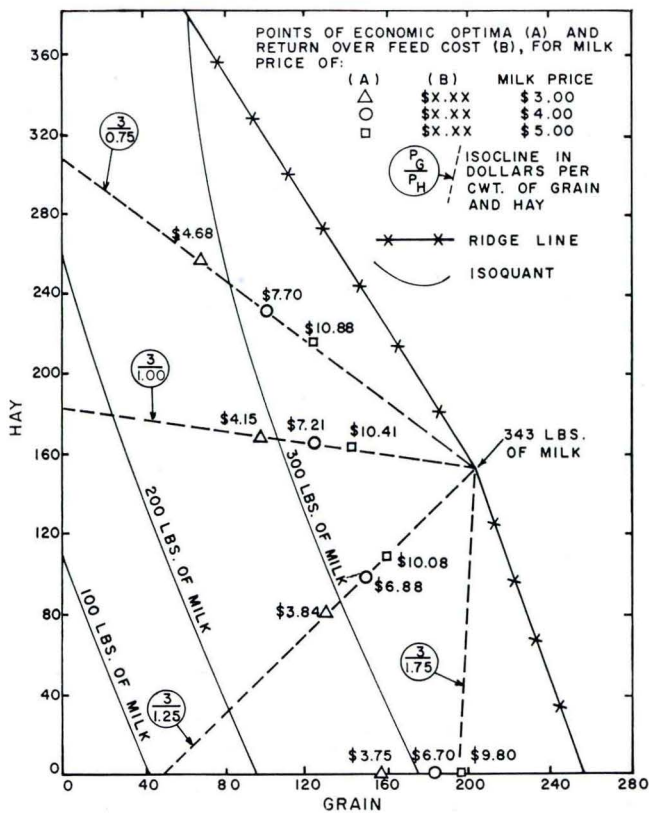 POINTS OF ECONOMIC OPTIMA (A) AND
RETURN OVER FEED COST (B), FOR MILK
PRICE OF:
(A) (B) MILK PRICE
$X.XX $3.00
$X.XX $4.00
$X.XX $5.00
PG
PH
ISOCLINE IN
DOLLARS PER
CWT. OF GRAIN
AND HAY
RIDGE LINE
ISOQUANT
380
320
280
240
200
160
120
80
40
0
HAY
3
0.75
$4.68
$7.70
$10.88
3
1.00
$4.15
$7.21
$10.41
343 LBS.
OF MILK
300 LBS. OF MILK
200 LBS. OF MILK
100 LBS. OF MILK
$10.08
$6.88
$3.84
3
1.75
3
1.25
$3.75
$6.70
$9.80
0 40 80 120 160 200 240 280
GRAIN